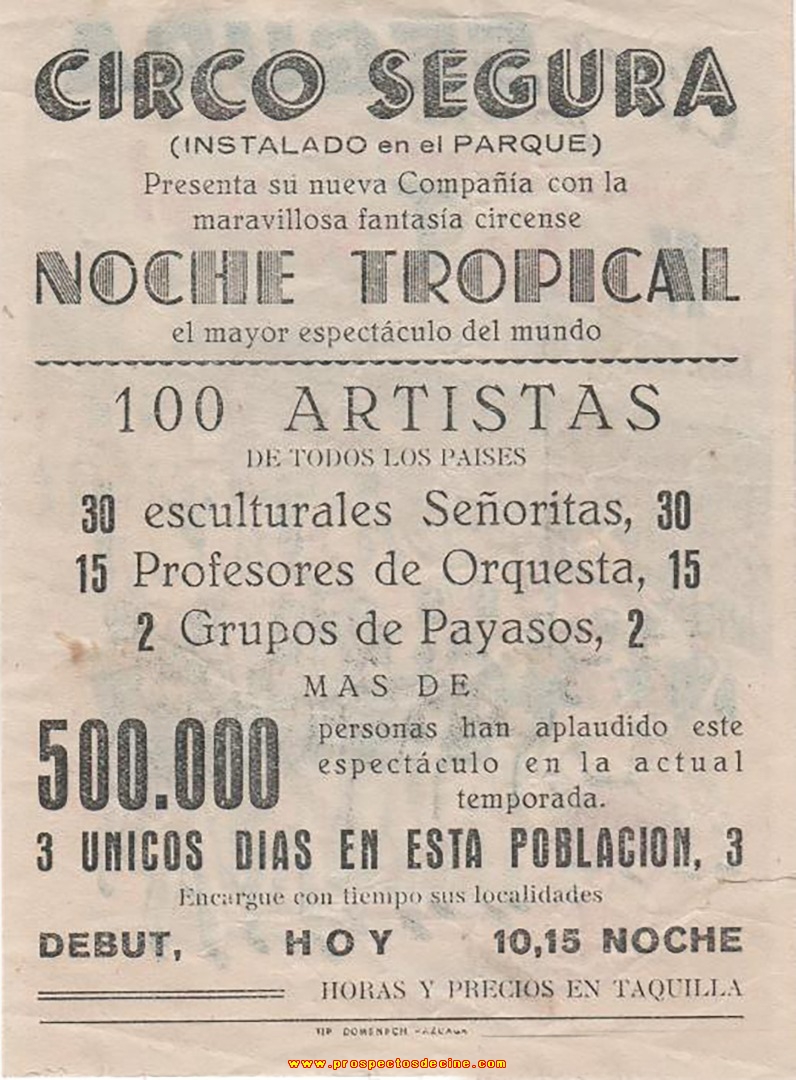 CIRCO SEGURA
(INSTALADO en el PARQUE)
Presenta su nueva Compañía con la
maravillosa fantasía circense
NOCHE TROPICAL
el mayor espectáculo del mundo
100 ARTISTAS
DE TODOS LOS PAISES
30 esculturales Señoritas, 30
15 Profesores de Orquesta, 15
2 Grupos de Payasos, 2
MAS DE
500.000 personas han aplaudido este
espectáculo en la actual
temporada.
3 UNICOS DIAS EN ESTA POBLACION, 3
Encargue con tiempo sus localidades
DEBUT, HOY 10,15 NOCHE
HORAS Y PRECIOS EN TAQUILLA
TIP DOMENECH
www.prospectosdecine.com